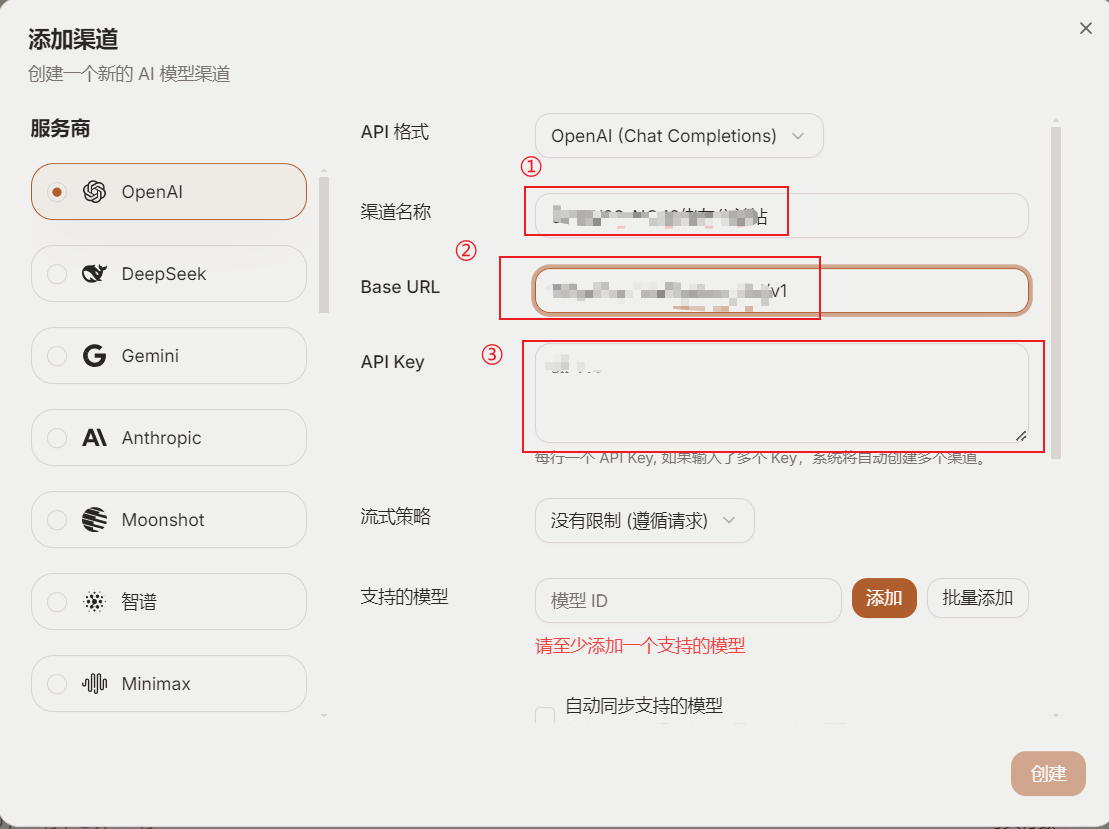 添加渠道
创建一个新的 AI 模型渠道
服务商
OpenAI
DeepSeek
Gemini
Anthropic
Moonshot
智谱
Minimax
API 格式
OpenAI (Chat Completions)
①
渠道名称
站
②
Base URL
/v1
③
API Key
每行一个 API Key, 如果输入了多个 Key，系统将自动创建多个渠道。
流式策略
没有限制 (遵循请求)
支持的模型
模型 ID
添加
批量添加
请至少添加一个支持的模型
自动同步支持的模型
创建